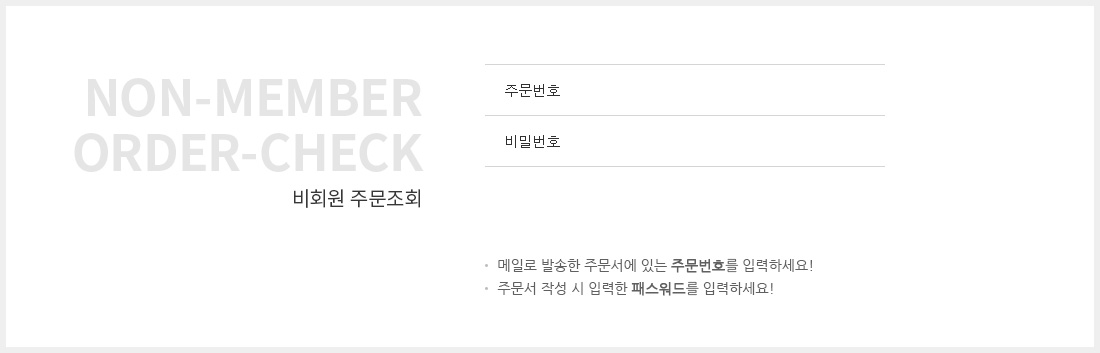 NON-MEMBER
ORDER-CHECK
비회원 주문조회
주문번호
비밀번호
메일로 발송한 주문서에 있는 주문번호를 입력하세요!
주문서 작성 시 입력한 패스워드를 입력하세요!